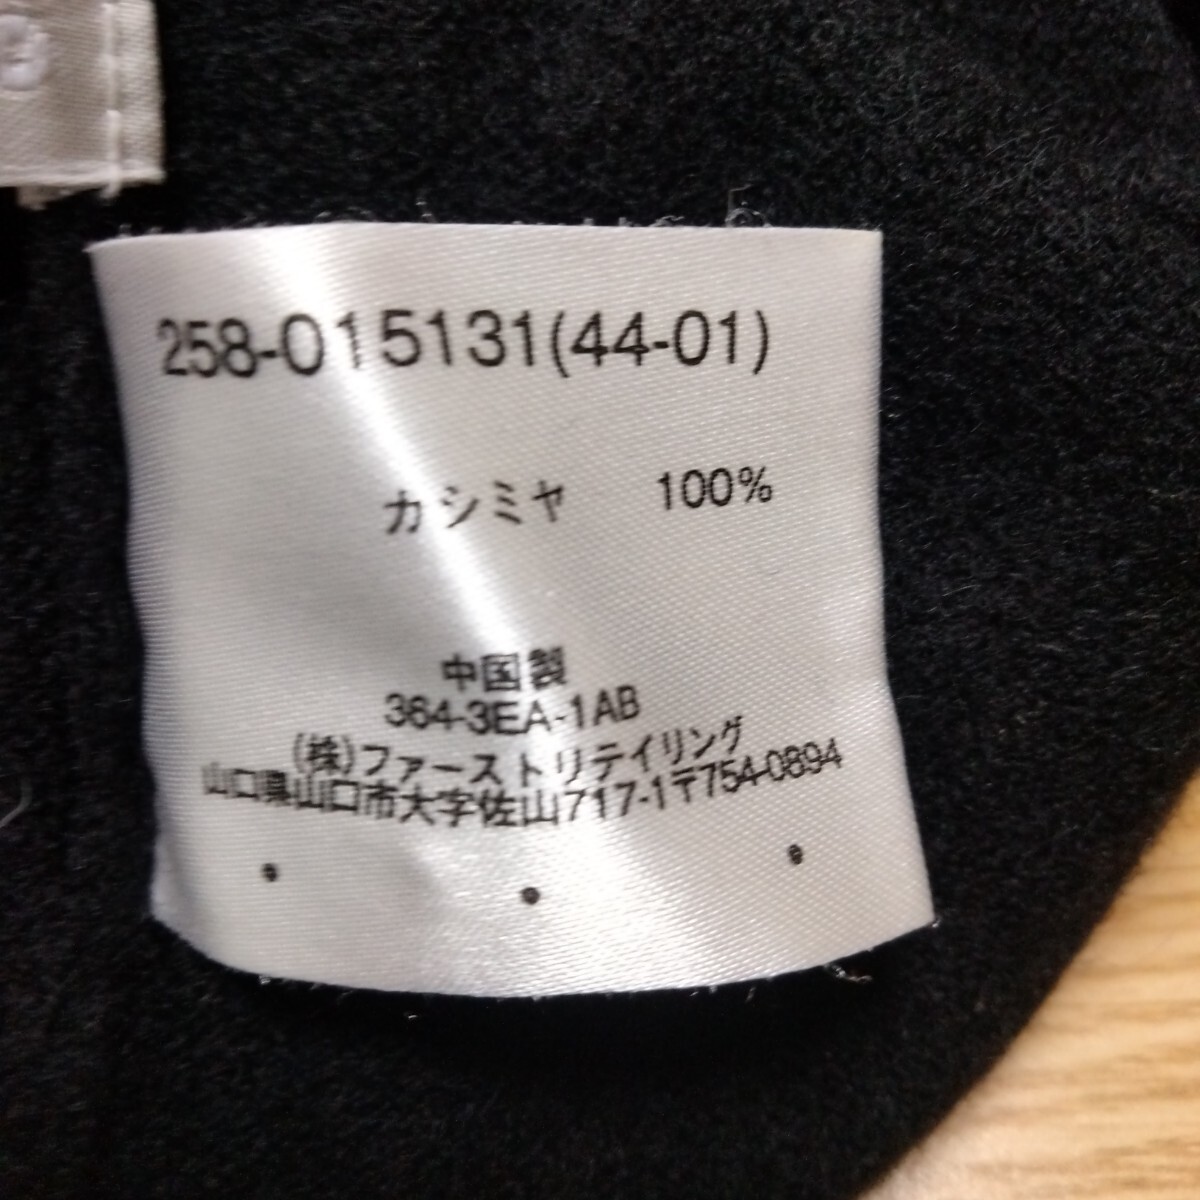 258-015131(44-01)
カシミヤ 100%
中国製
364-3EA-1AB
(株)ファーストリテイリング
山口県山口市大字佐山717-1〒754-0894